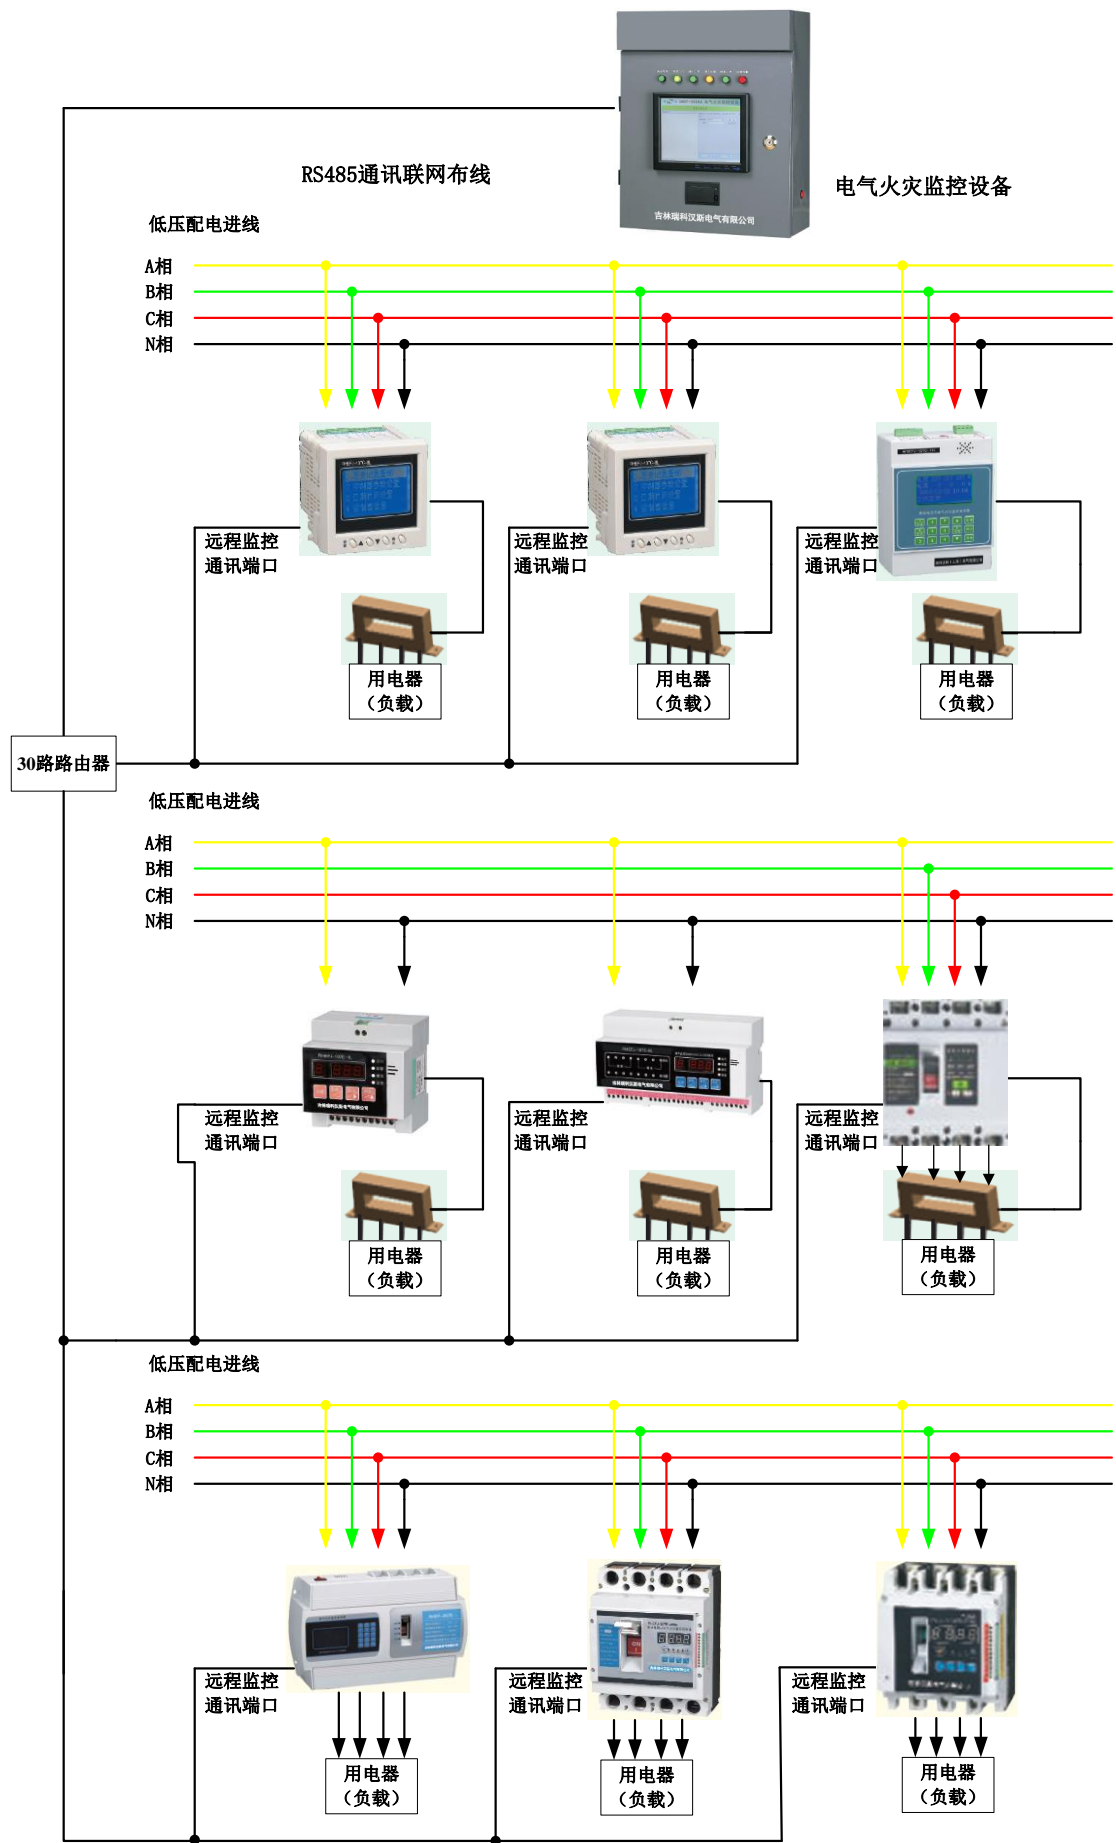 RS485通讯联网布线
电气火灾监控设备
吉林瑞科汉斯电气有限公司
低压配电进线
A相
B相
C相
N相
远程监控
通讯端口
远程监控
通讯端口
远程监控
通讯端口
用电器
（负载）
用电器
（负载）
用电器
（负载）
30路路由器
低压配电进线
A相
B相
C相
N相
远程监控
通讯端口
远程监控
通讯端口
远程监控
通讯端口
用电器
（负载）
用电器
（负载）
用电器
（负载）
低压配电进线
A相
B相
C相
N相
远程监控
通讯端口
远程监控
通讯端口
远程监控
通讯端口
用电器
（负载）
用电器
（负载）
用电器
（负载）